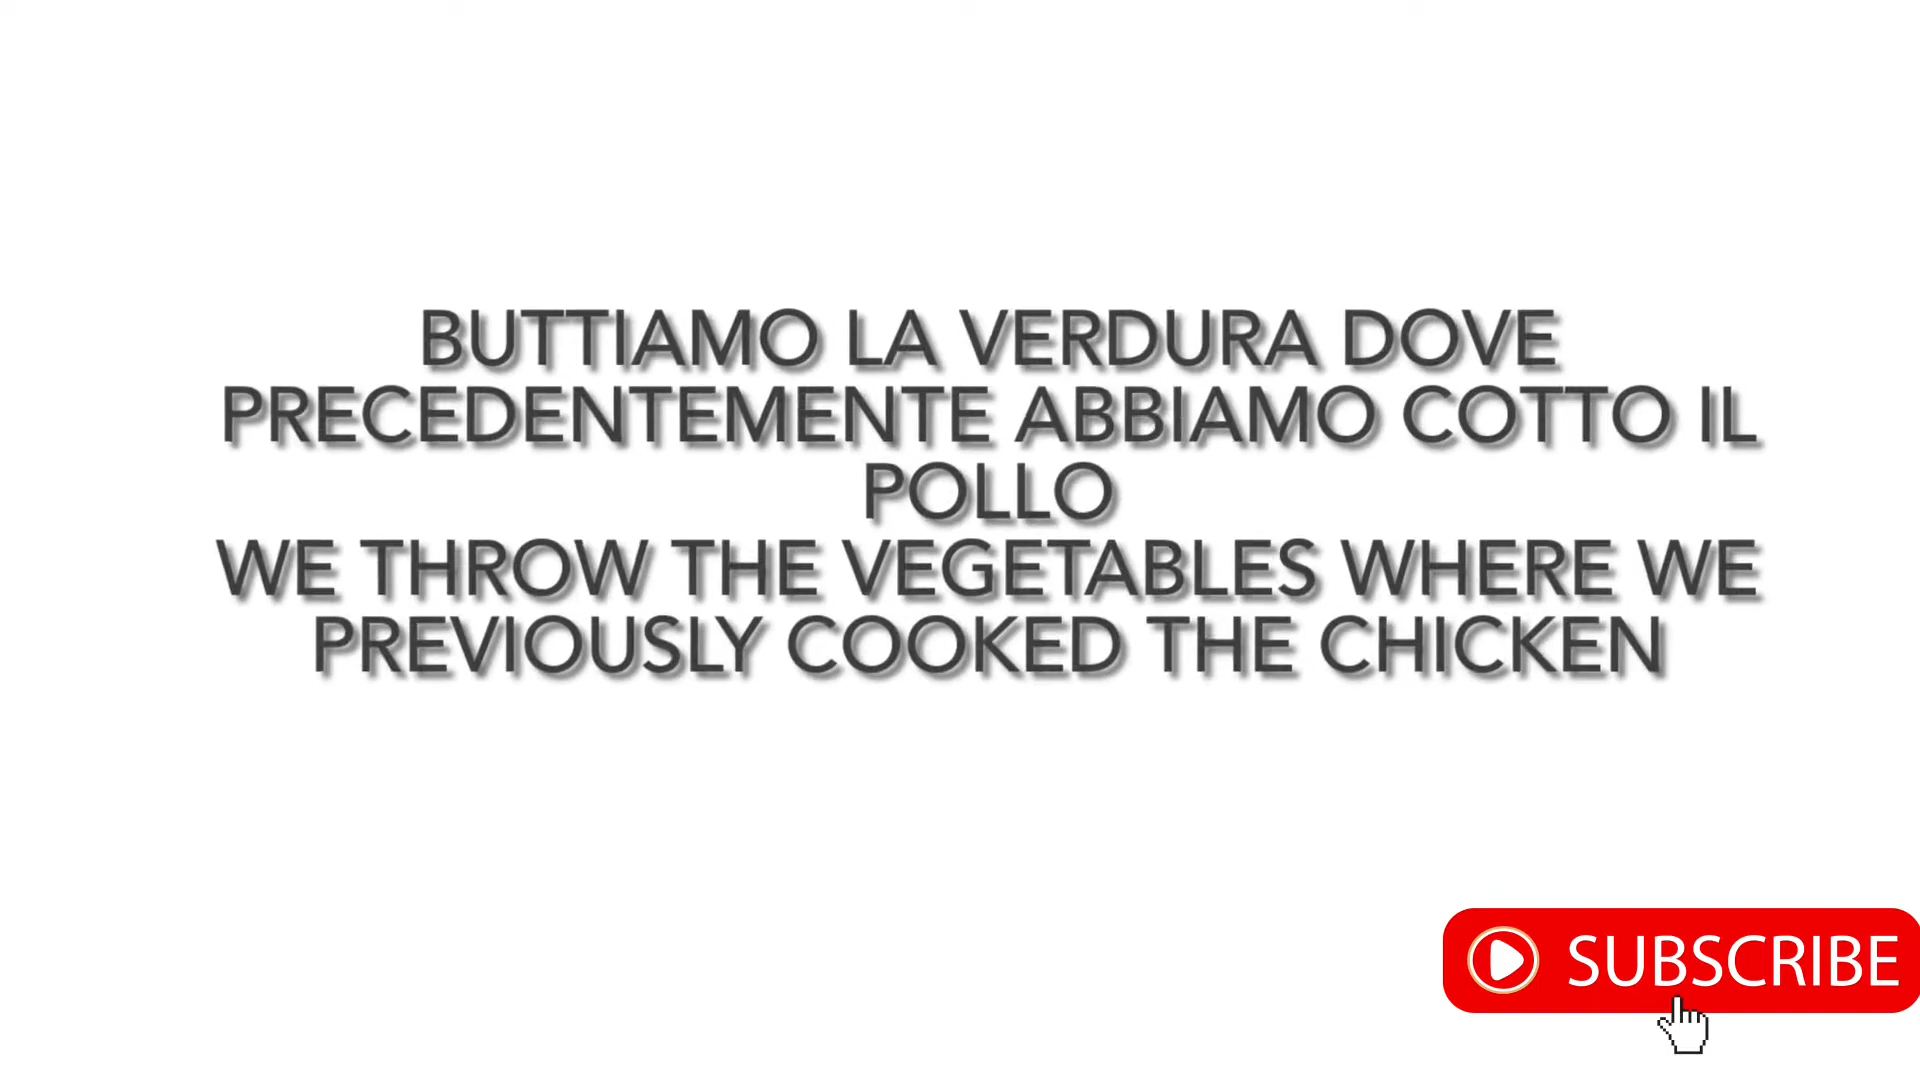 BUTTIAMO LA VERDURA DOVE
PRECEDENTEMENTE ABBIAMO COTTO IL
POLLO
WE THROW THE VEGETABLES WHERE WE
PREVIOUSLY COOKED THE CHICKEN
SUBSCRIBE